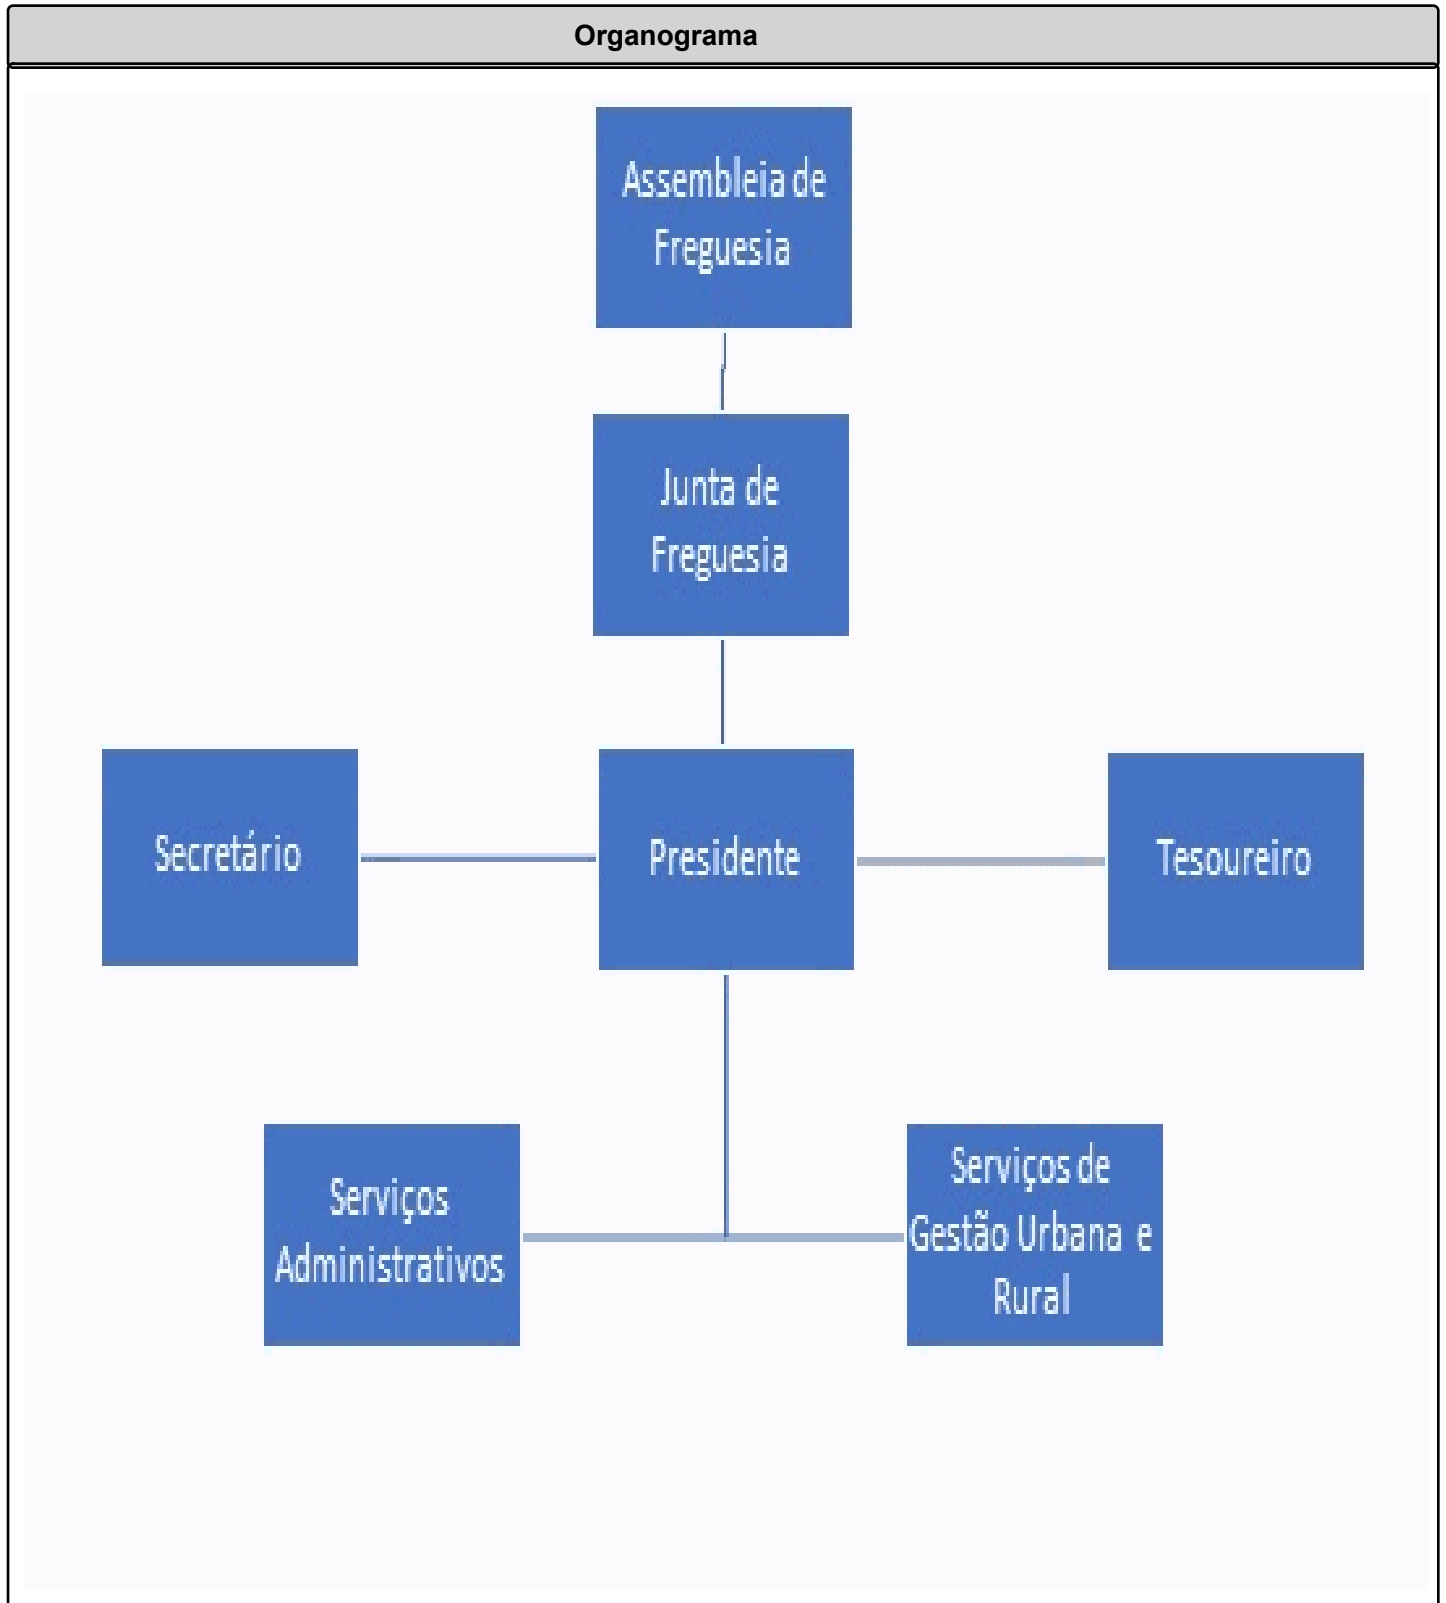 Organograma
Assembleia de
Freguesia
Junta de
Freguesia
Secretário
Presidente
Tesoureiro
Serviços
Administrativos
Serviços de
Gestão Urbana e
Rural